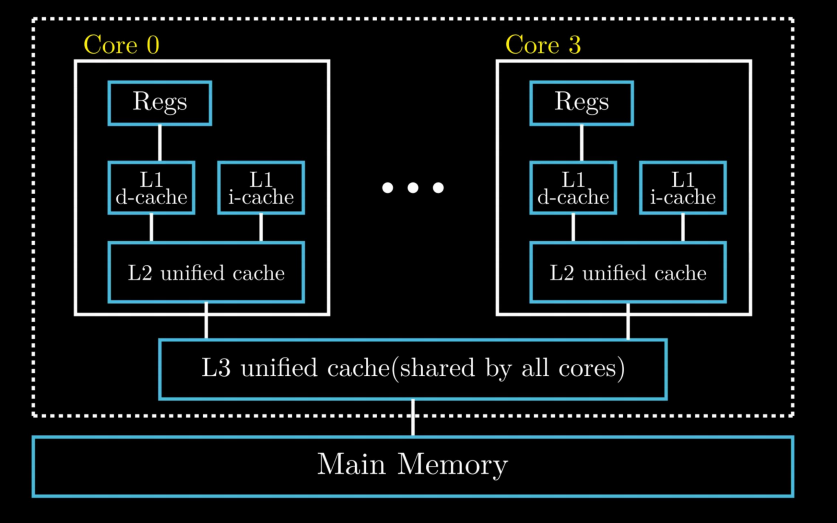 Core 0
Core 3
Regs
Regs
L1
d-cache
L1
i-cache
L1
d-cache
L1
i-cache
L2 unified cache
L2 unified cache
L3 unified cache(shared by all cores)
Main Memory